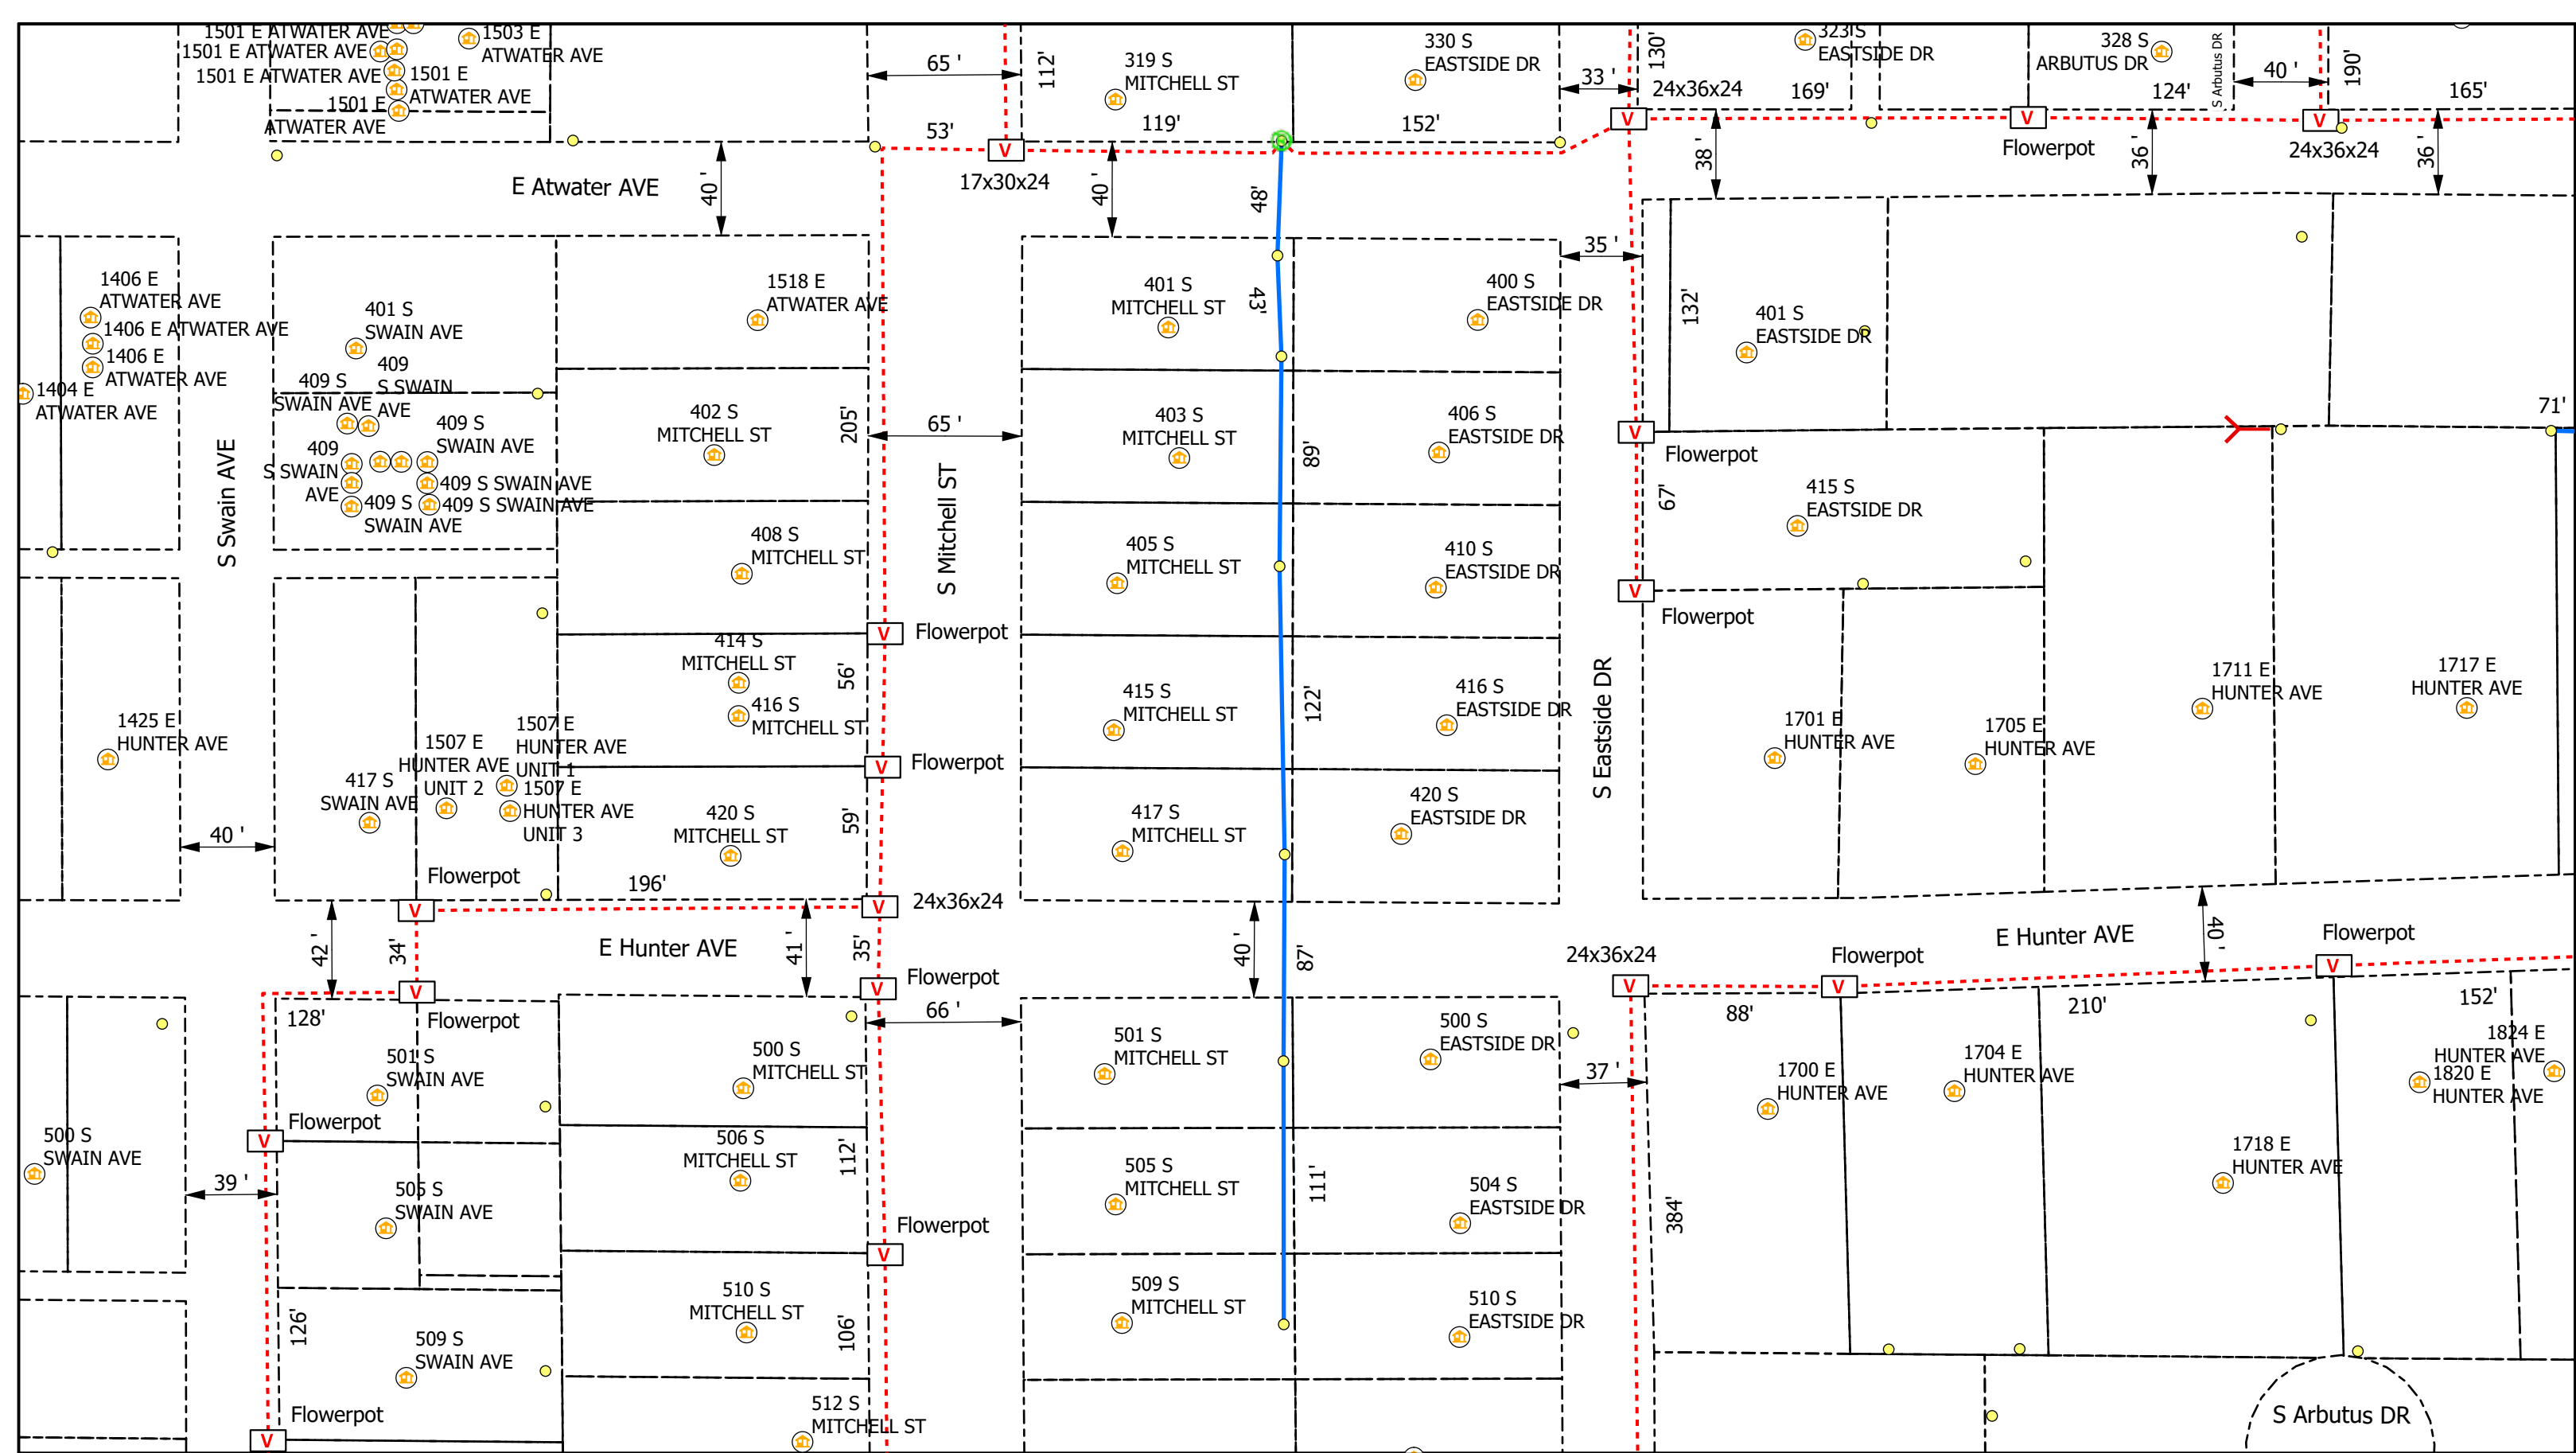 1501 E ATWATER AVE
1501 E ATWATER AVE
1501 E ATWATER AVE
1501 E
ATWATER AVE
1501 E
ATWATER AVE
1503 E
ATWATER AVE
65 '
112'
319 S
MITCHELL ST
330 S
EASTSIDE DR
33 '
130'
323 S
EASTSIDE DR
24x36x24
169'
328 S
ARBUTUS DR
124'
S Arbutus DR
40 '
190'
165'
53'
119'
152'
V
V
V
V
17x30x24
Flowerpot
24x36x24
E Atwater AVE
40 '
40 '
48'
38 '
36 '
36 '
35 '
1406 E
ATWATER AVE
1406 E ATWATER AVE
1406 E
ATWATER AVE
1404 E
ATWATER AVE
401 S
SWAIN AVE
409 S
SWAIN AVE
409
S SWAIN
AVE
409 S
SWAIN AVE
409
S SWAIN
AVE
409 S SWAIN AVE
409 S
SWAIN AVE
409 S SWAIN AVE
1518 E
ATWATER AVE
401 S
MITCHELL ST
43'
400 S
EASTSIDE DR
132'
401 S
EASTSIDE DR
71'
402 S
MITCHELL ST
205'
65 '
403 S
MITCHELL ST
89'
406 S
EASTSIDE DR
V
Flowerpot
S Swain AVE
S Mitchell ST
67'
415 S
EASTSIDE DR
408 S
MITCHELL ST
405 S
MITCHELL ST
410 S
EASTSIDE DR
V
Flowerpot
V
Flowerpot
414 S
MITCHELL ST
56'
416 S
MITCHELL ST
415 S
MITCHELL ST
122'
416 S
EASTSIDE DR
S Eastside DR
1701 E
HUNTER AVE
1705 E
HUNTER AVE
1711 E
HUNTER AVE
1717 E
HUNTER AVE
1425 E
HUNTER AVE
1507 E
HUNTER AVE
UNIT 2
1507 E
HUNTER AVE
UNIT 1
1507 E
HUNTER AVE
UNIT 3
417 S
SWAIN AVE
V
Flowerpot
420 S
MITCHELL ST
59'
417 S
MITCHELL ST
420 S
EASTSIDE DR
40 '
Flowerpot
196'
V
V
24x36x24
42 '
34'
E Hunter AVE
41 '
35'
40 '
87'
24x36x24
Flowerpot
E Hunter AVE
40 '
Flowerpot
V
V
Flowerpot
V
V
V
128'
Flowerpot
66 '
88'
210'
152'
501 S
SWAIN AVE
500 S
MITCHELL ST
501 S
MITCHELL ST
500 S
EASTSIDE DR
37 '
1700 E
HUNTER AVE
1704 E
HUNTER AVE
1824 E
HUNTER AVE
1820 E
HUNTER AVE
Flowerpot
V
500 S
SWAIN AVE
39 '
506 S
MITCHELL ST
112'
505 S
MITCHELL ST
111'
504 S
EASTSIDE DR
384'
1718 E
HUNTER AVE
505 S
SWAIN AVE
V
Flowerpot
126'
510 S
MITCHELL ST
106'
509 S
MITCHELL ST
510 S
EASTSIDE DR
509 S
SWAIN AVE
Flowerpot
V
512 S
MITCHELL ST
S Arbutus DR